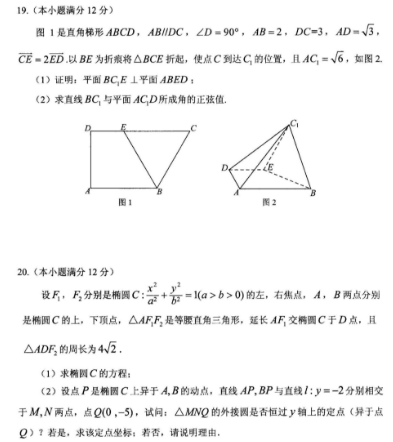 19.（本小题满分 12 分）
图 1 是直角梯形 ABCD，AB//DC，∠D = 90°，AB = 2，DC=3，AD = √3，
\overrightarrow{CE} = 2\overrightarrow{ED}.以 BE 为折痕将△BCE 折起，使点 C 到达 C₁ 的位置，且 AC₁ = √6，如图 2.
（1）证明：平面 BC₁E ⊥平面 ABED；
（2）求直线 BC₁ 与平面 AC₁D 所成角的正弦值.
D E C
A B
图 1
C₁
D E
A B
图 2
20.（本小题满分 12 分）
设 F₁，F₂ 分别是椭圆 C : x²/a² + y²/b² = 1(a > b > 0) 的左，右焦点，A，B 两点分别
是椭圆 C 的上，下顶点，△AF₁F₂ 是等腰直角三角形，延长 AF₁ 交椭圆 C 于 D 点，且
△ADF₂ 的周长为 4√2．
（1）求椭圆 C 的方程；
（2）设点 P 是椭圆 C 上异于 A, B 的动点，直线 AP, BP 与直线 l : y = −2 分别相交
于 M, N 两点，点 Q(0 , −5)，试问：△MNQ 的外接圆是否恒过 y 轴上的定点（异于点
Q）？若是，求该定点坐标；若否，请说明理由．